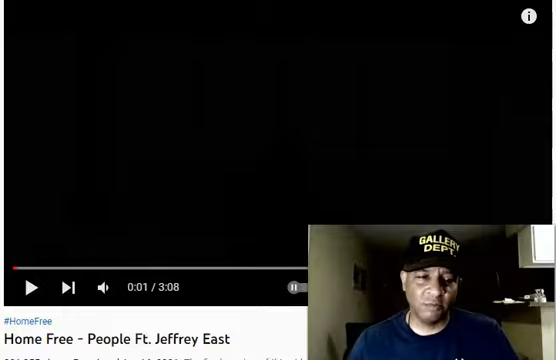 GALLERY
DEPT.
0:01 / 3:08
#HomeFree
Home Free - People Ft. Jeffrey East